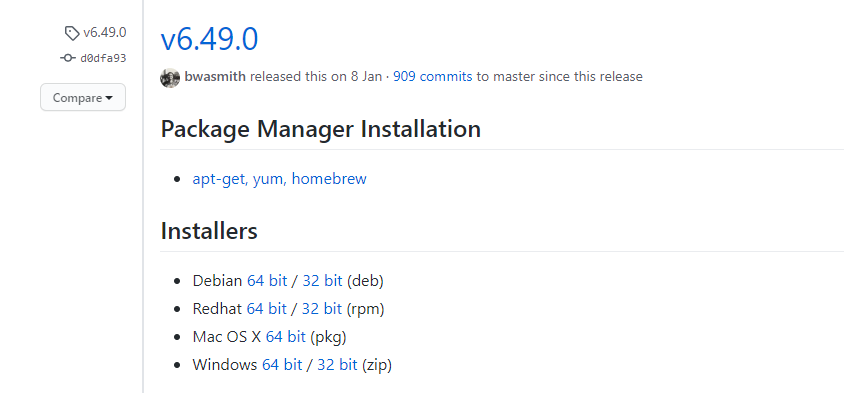 v6.49.0
d0dfa93
Compare
v6.49.0
bwasmith released this on 8 Jan · 909 commits to master since this release
Package Manager Installation
apt-get, yum, homebrew
Installers
Debian 64 bit / 32 bit (deb)
Redhat 64 bit / 32 bit (rpm)
Mac OS X 64 bit (pkg)
Windows 64 bit / 32 bit (zip)